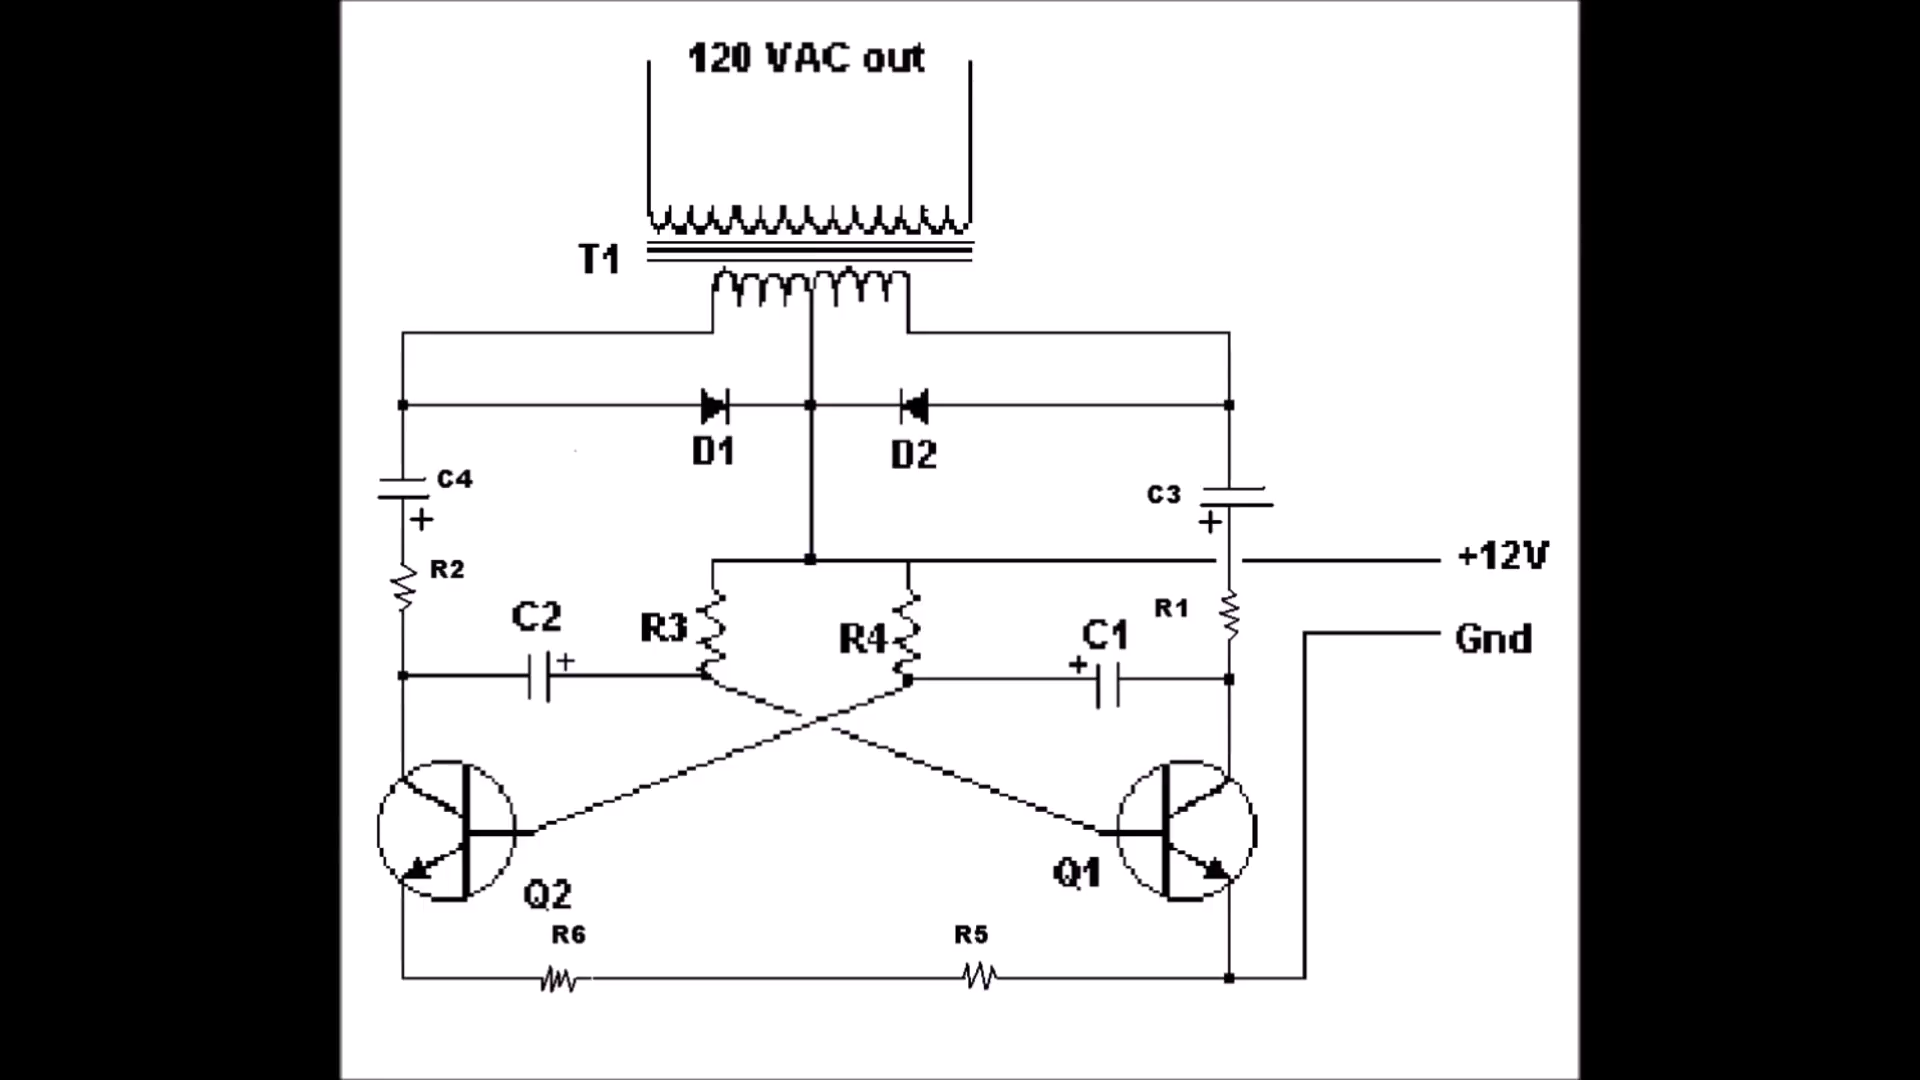 120 VAC out
T1
D1
D2
C4
+
C3
+
+12V
R2
C2
+
R3
R4
+
C1
R1
Gnd
Q2
Q1
R6
R5